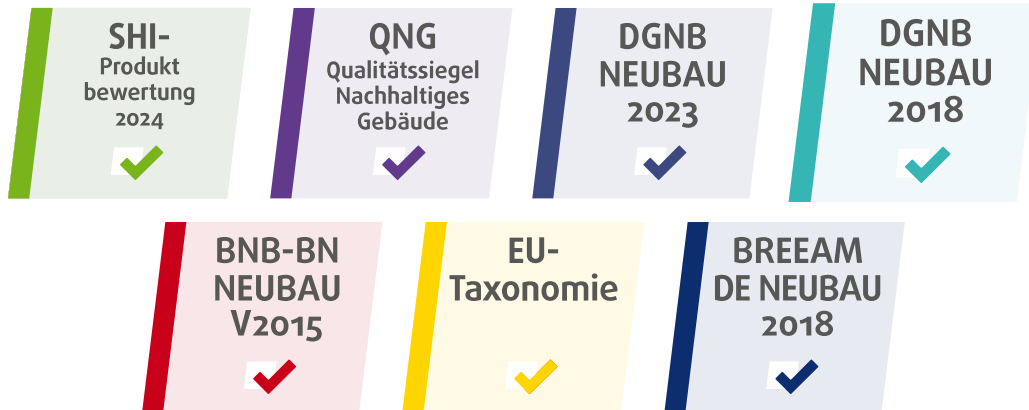 SHI-
Produkt
bewertung
2024
QNG
Qualitätssiegel
Nachhaltiges
Gebäude
DGNB
NEUBAU
2023
DGNB
NEUBAU
2018
BNB-BN
NEUBAU
V2015
EU-
Taxonomie
BREEAM
DE NEUBAU
2018